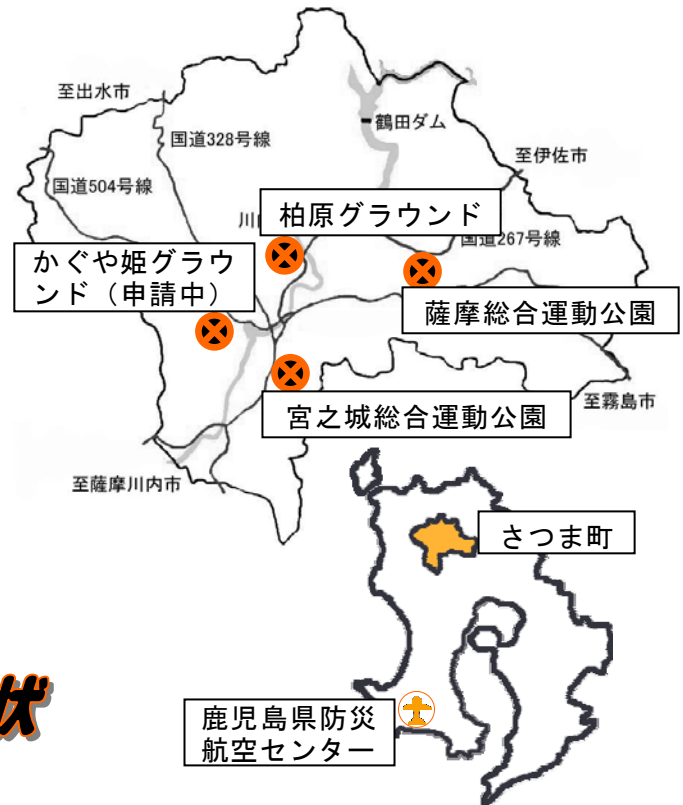 至出水市
国道328号線
鶴田ダム
至伊佐市
国道504号線
柏原グラウンド
川内
国道267号線
かぐや姫グラウ
ンド（申請中）
薩摩総合運動公園
至霧島市
宮之城総合運動公園
至薩摩川内市
さつま町
状
鹿児島県防災
航空センター